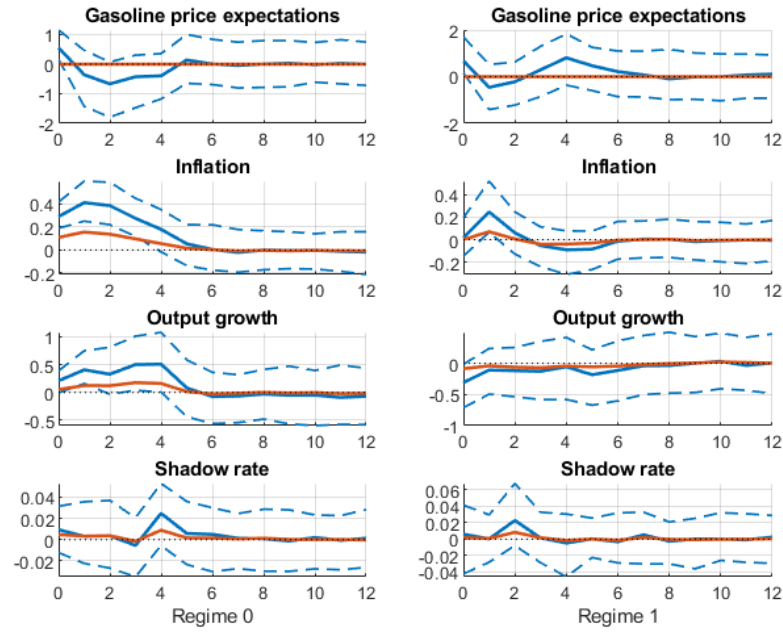 Gasoline price expectations
1
0
-1
-2
0 2 4 6 8 10 12
Gasoline price expectations
2
0
-2
0 2 4 6 8 10 12
Inflation
0.4
0.2
0
-0.2
0 2 4 6 8 10 12
Inflation
0.4
0.2
0
-0.2
0 2 4 6 8 10 12
Output growth
1
0.5
0
-0.5
0 2 4 6 8 10 12
Output growth
0
-0.5
-1
0 2 4 6 8 10 12
Shadow rate
0.04
0.02
0
-0.02
0 2 4 6 8 10 12
Regime 0
Shadow rate
0.06
0.04
0.02
0
-0.02
-0.04
0 2 4 6 8 10 12
Regime 1